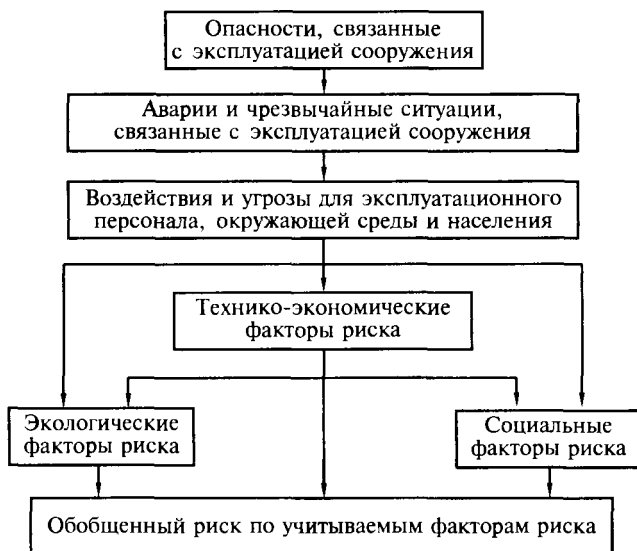 Опасности, связанные
с эксплуатацией сооружения
Аварии и чрезвычайные ситуации,
связанные с эксплуатацией сооружения
Воздействия и угрозы для эксплуатационного
персонала, окружающей среды и населения
Технико-экономические
факторы риска
Экологические
факторы риска
Социальные
факторы риска
Обобщенный риск по учитываемым факторам риска